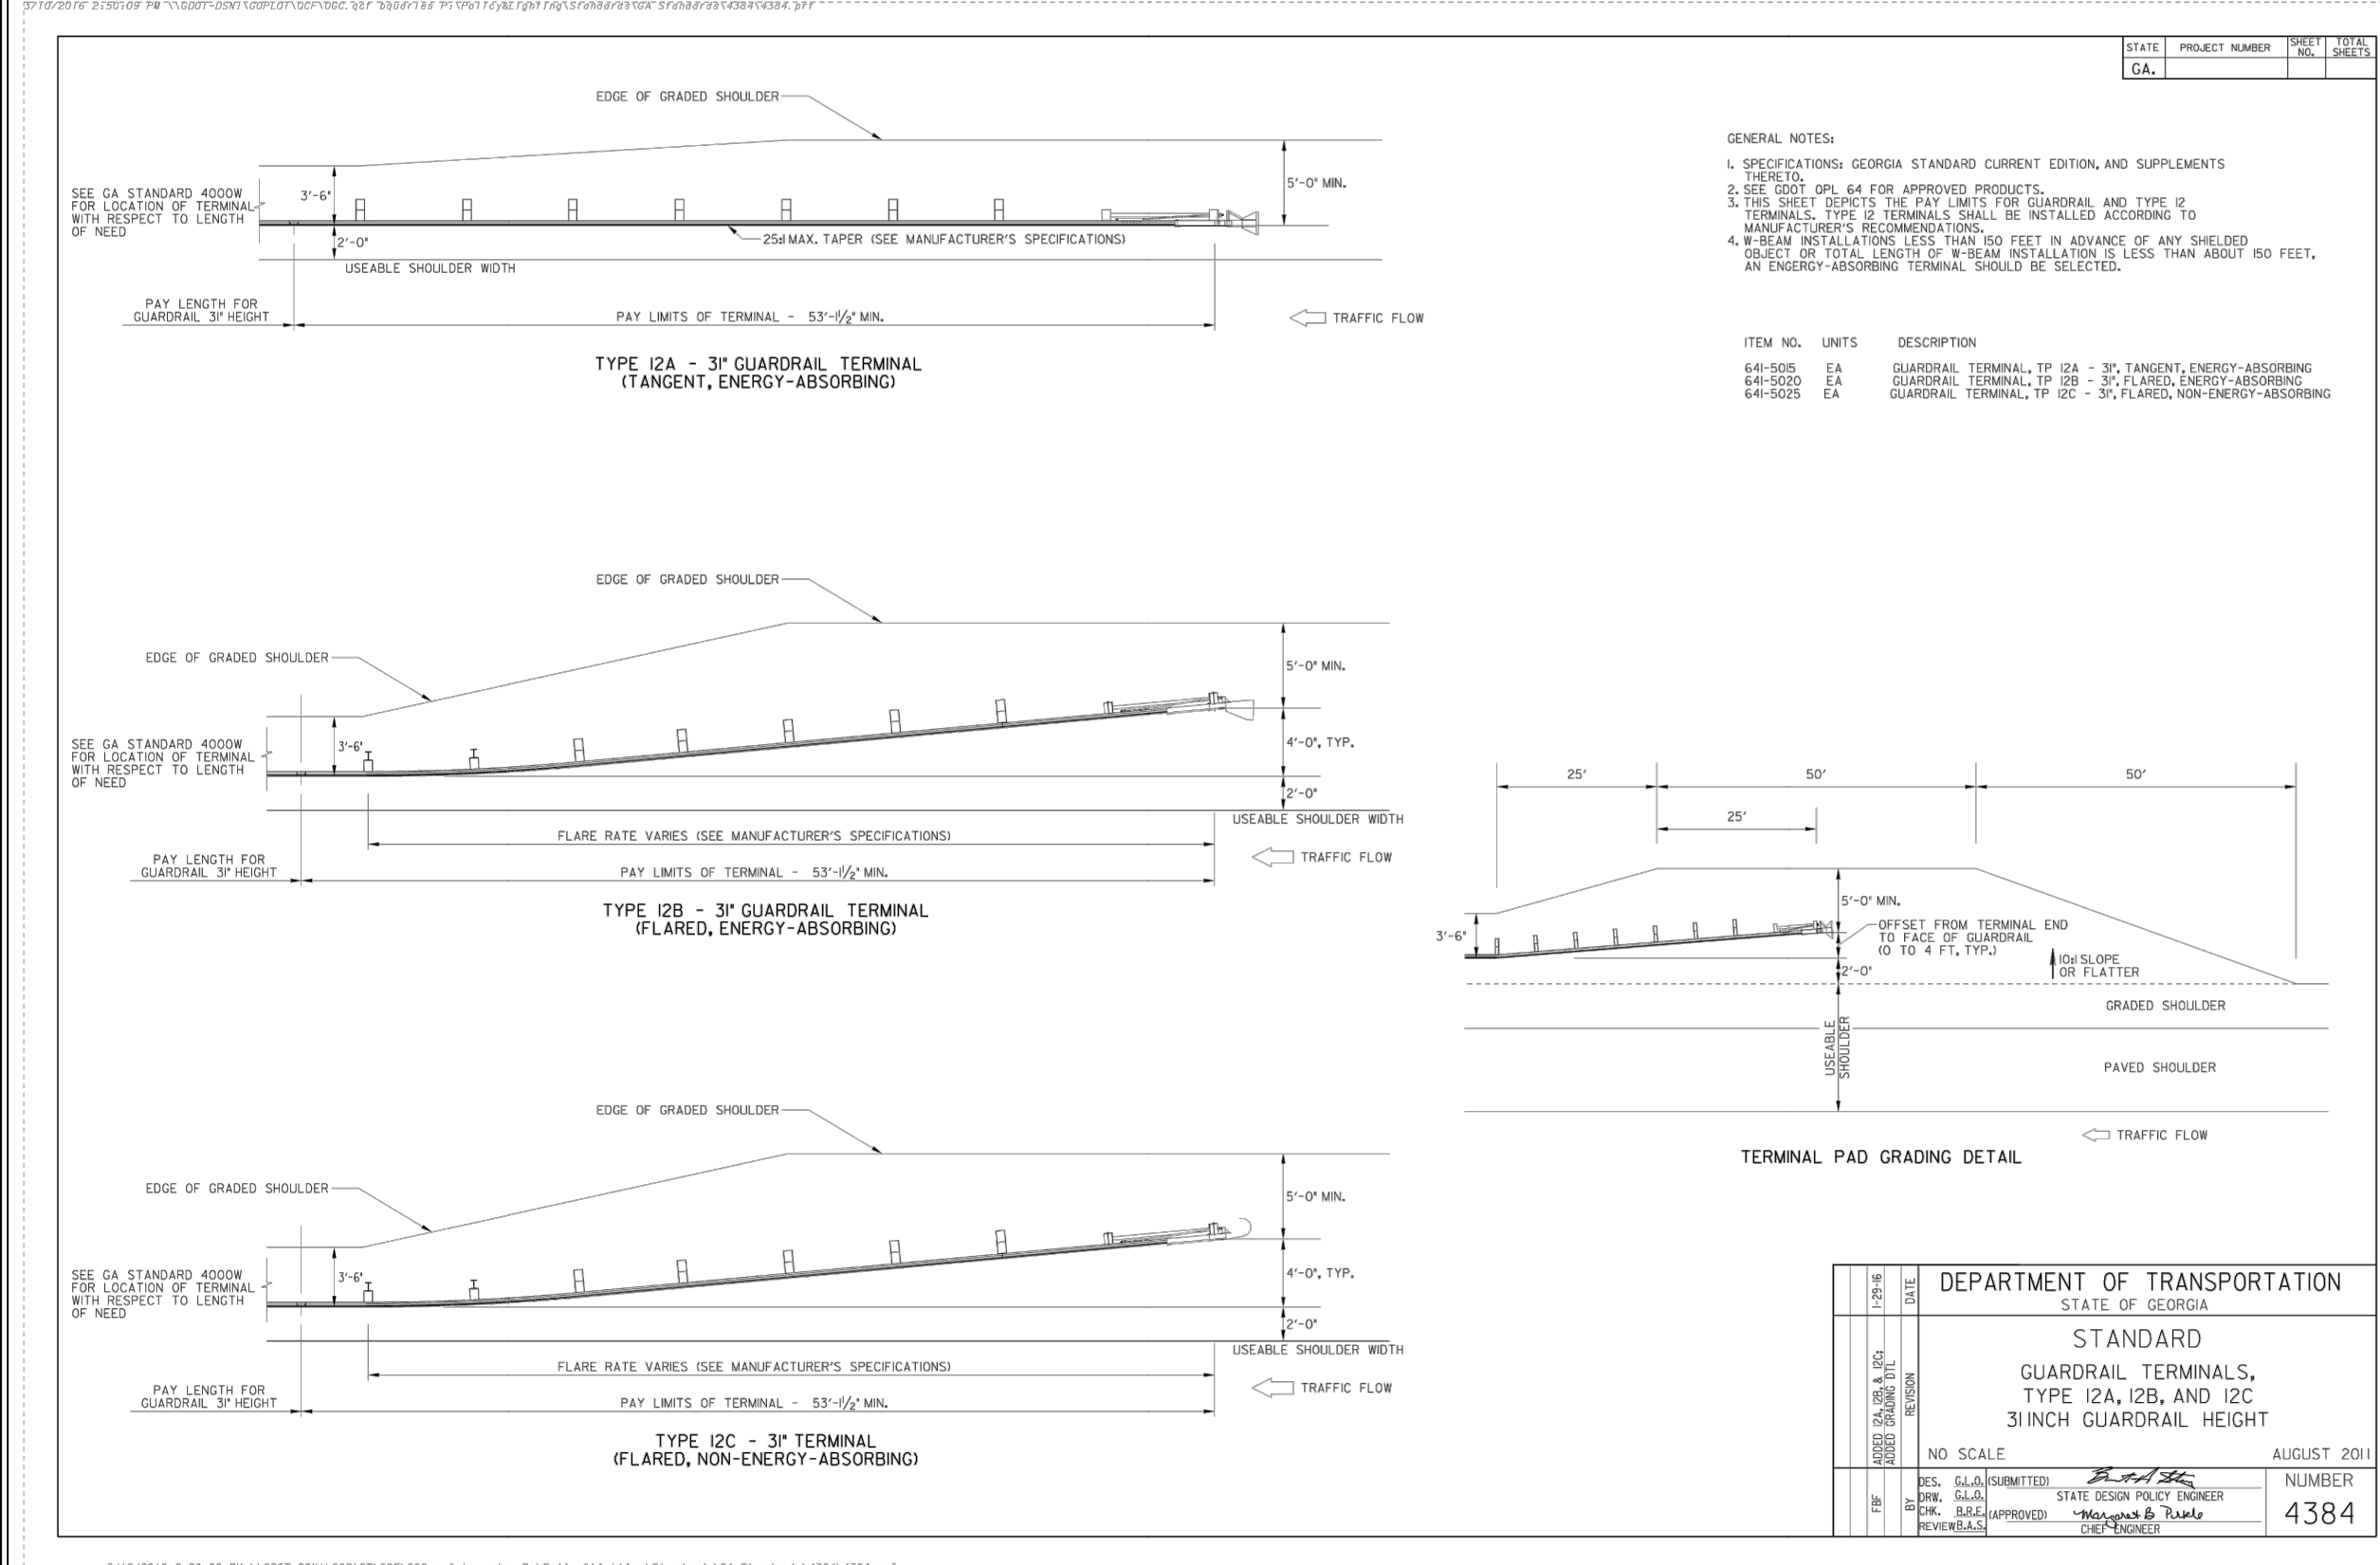 STATE PROJECT NUMBER SHEET NO. TOTAL SHEETS
GA.
EDGE OF GRADED SHOULDER
SEE GA STANDARD 4000W
FOR LOCATION OF TERMINAL
WITH RESPECT TO LENGTH
OF NEED
3'-6"
2'-0"
5'-0" MIN.
25:1 MAX. TAPER (SEE MANUFACTURER'S SPECIFICATIONS)
USEABLE SHOULDER WIDTH
PAY LENGTH FOR
GUARDRAIL 31" HEIGHT
PAY LIMITS OF TERMINAL - 53'-1 1/2" MIN.
TRAFFIC FLOW
TYPE 12A - 31" GUARDRAIL TERMINAL
(TANGENT, ENERGY-ABSORBING)
GENERAL NOTES:
1. SPECIFICATIONS: GEORGIA STANDARD CURRENT EDITION, AND SUPPLEMENTS
THERETO.
2. SEE GDOT QPL 64 FOR APPROVED PRODUCTS.
3. THIS SHEET DEPICTS THE PAY LIMITS FOR GUARDRAIL AND TYPE 12
TERMINALS. TYPE 12 TERMINALS SHALL BE INSTALLED ACCORDING TO
MANUFACTURER'S RECOMMENDATIONS.
4. W-BEAM INSTALLATIONS LESS THAN 150 FEET IN ADVANCE OF ANY SHIELDED
OBJECT OR TOTAL LENGTH OF W-BEAM INSTALLATION IS LESS THAN ABOUT 150 FEET,
AN ENGERGY-ABSORBING TERMINAL SHOULD BE SELECTED.
ITEM NO. UNITS DESCRIPTION
641-5015 EA GUARDRAIL TERMINAL, TP 12A - 31", TANGENT, ENERGY-ABSORBING
641-5020 EA GUARDRAIL TERMINAL, TP 12B - 31", FLARED, ENERGY-ABSORBING
641-5025 EA GUARDRAIL TERMINAL, TP 12C - 31", FLARED, NON-ENERGY-ABSORBING
EDGE OF GRADED SHOULDER
EDGE OF GRADED SHOULDER
5'-0" MIN.
SEE GA STANDARD 4000W
FOR LOCATION OF TERMINAL
WITH RESPECT TO LENGTH
OF NEED
3'-6"
4'-0", TYP.
2'-0"
USEABLE SHOULDER WIDTH
FLARE RATE VARIES (SEE MANUFACTURER'S SPECIFICATIONS)
PAY LENGTH FOR
GUARDRAIL 31" HEIGHT
PAY LIMITS OF TERMINAL - 53'-1 1/2" MIN.
TRAFFIC FLOW
TYPE 12B - 31" GUARDRAIL TERMINAL
(FLARED, ENERGY-ABSORBING)
25' 50' 50'
25'
5'-0" MIN.
3'-6"
OFFSET FROM TERMINAL END
TO FACE OF GUARDRAIL
(0 TO 4 FT, TYP.)
2'-0"
10:1 SLOPE
OR FLATTER
GRADED SHOULDER
USEABLE
SHOULDER
PAVED SHOULDER
TRAFFIC FLOW
TERMINAL PAD GRADING DETAIL
EDGE OF GRADED SHOULDER
EDGE OF GRADED SHOULDER
5'-0" MIN.
SEE GA STANDARD 4000W
FOR LOCATION OF TERMINAL
WITH RESPECT TO LENGTH
OF NEED
3'-6"
4'-0", TYP.
2'-0"
USEABLE SHOULDER WIDTH
FLARE RATE VARIES (SEE MANUFACTURER'S SPECIFICATIONS)
PAY LENGTH FOR
GUARDRAIL 31" HEIGHT
PAY LIMITS OF TERMINAL - 53'-1 1/2" MIN.
TRAFFIC FLOW
TYPE 12C - 31" TERMINAL
(FLARED, NON-ENERGY-ABSORBING)
1-29-16 DATE
ADDED 12A, 12B, & 12C;
ADDED GRADING DTL
REVISION
FBF BY
DEPARTMENT OF TRANSPORTATION
STATE OF GEORGIA
STANDARD
GUARDRAIL TERMINALS,
TYPE 12A, 12B, AND 12C
31 INCH GUARDRAIL HEIGHT
NO SCALE AUGUST 2011
DES. G.L.O. (SUBMITTED)
DRW. G.L.O. STATE DESIGN POLICY ENGINEER
CHK. B.R.E. (APPROVED) Margaret B Pirkle
REVIEW B.A.S. CHIEF ENGINEER
NUMBER
4384